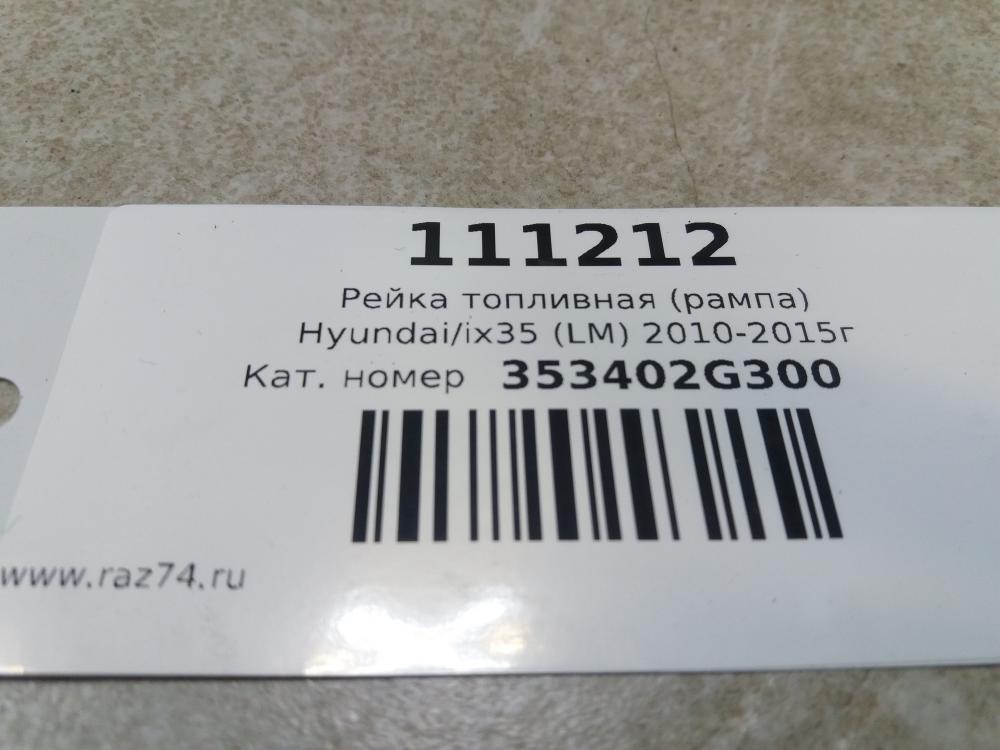 111212
Рейка топливная (рампа)
Hyundai/ix35 (LM) 2010-2015г
Кат. номер 353402G300
www.raz74.ru